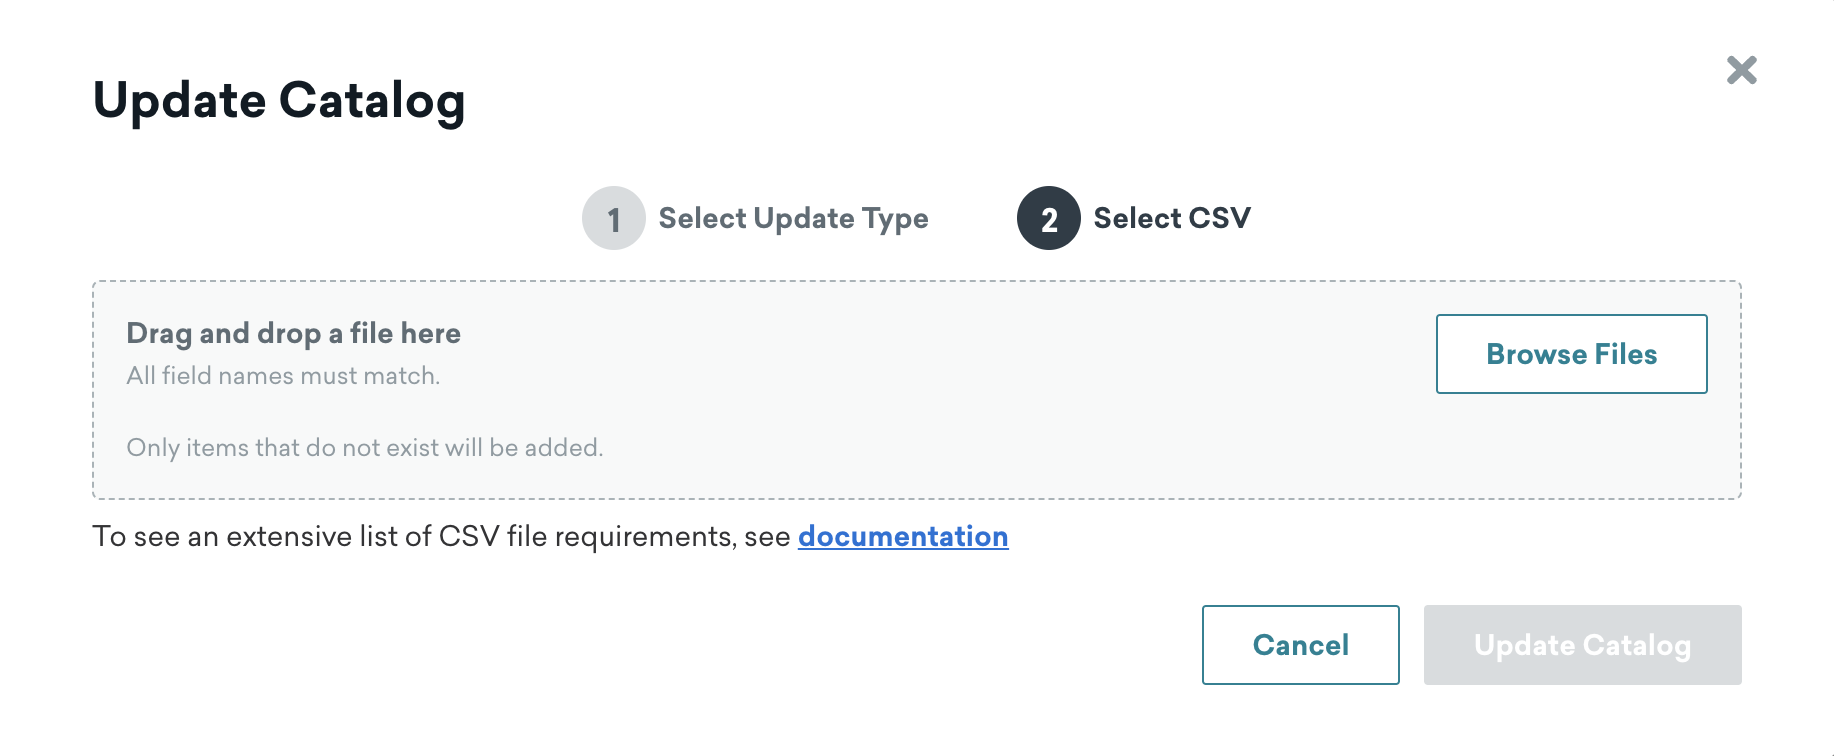 Update Catalog
1 Select Update Type 2 Select CSV
Drag and drop a file here
Browse Files
All field names must match.
Only items that do not exist will be added.
To see an extensive list of CSV file requirements, see documentation
Cancel Update Catalog